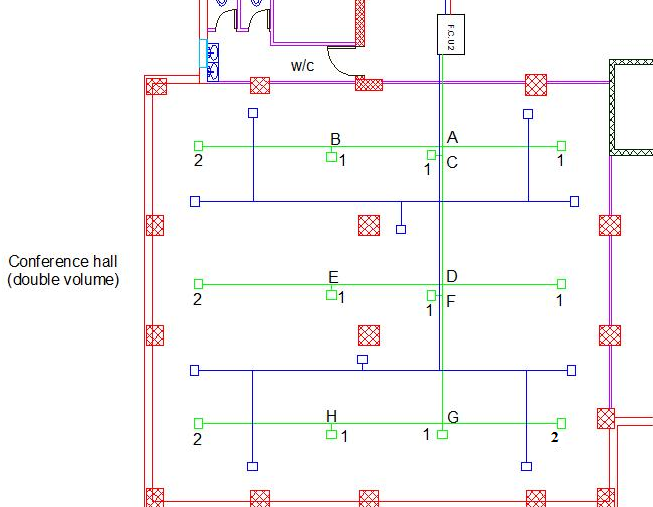 F.C.U2
w/c
B
A
2
1
1
C
1
Conference hall
(double volume)
E
D
2
1
1
F
1
H
G
2
1
1
2